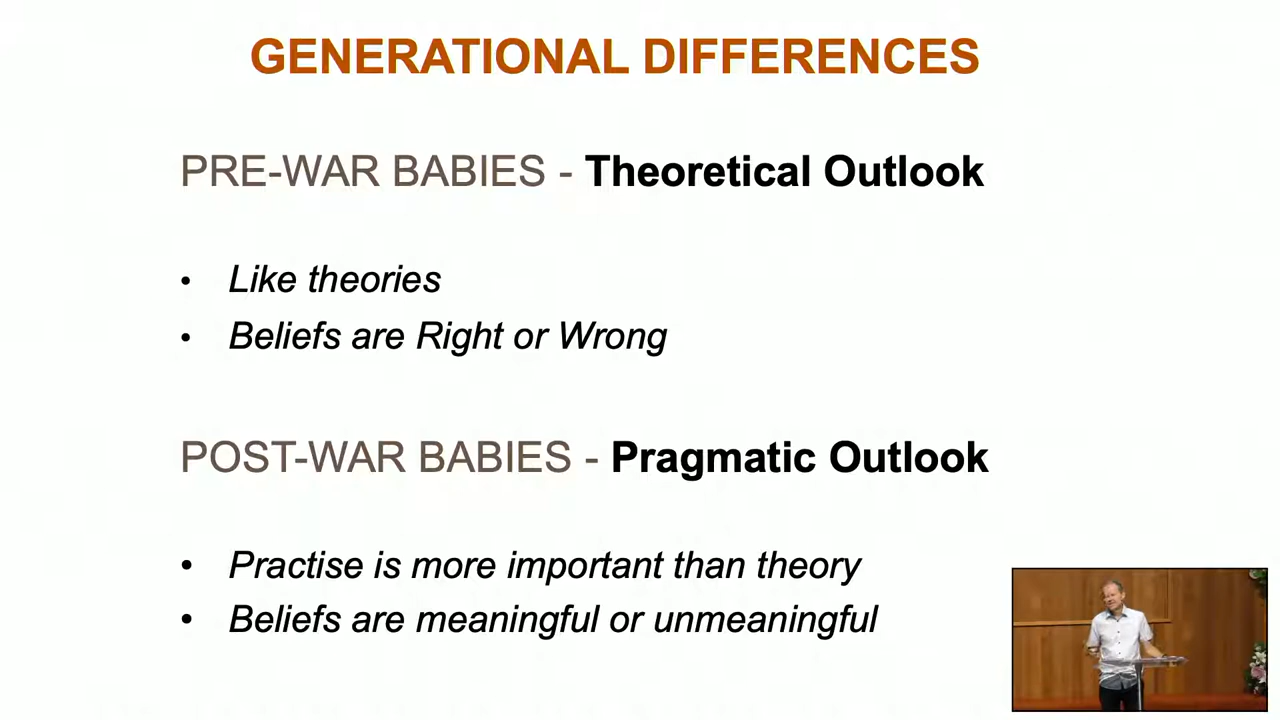 GENERATIONAL DIFFERENCES
PRE-WAR BABIES - Theoretical Outlook
• Like theories
• Beliefs are Right or Wrong
POST-WAR BABIES - Pragmatic Outlook
• Practise is more important than theory
• Beliefs are meaningful or unmeaningful